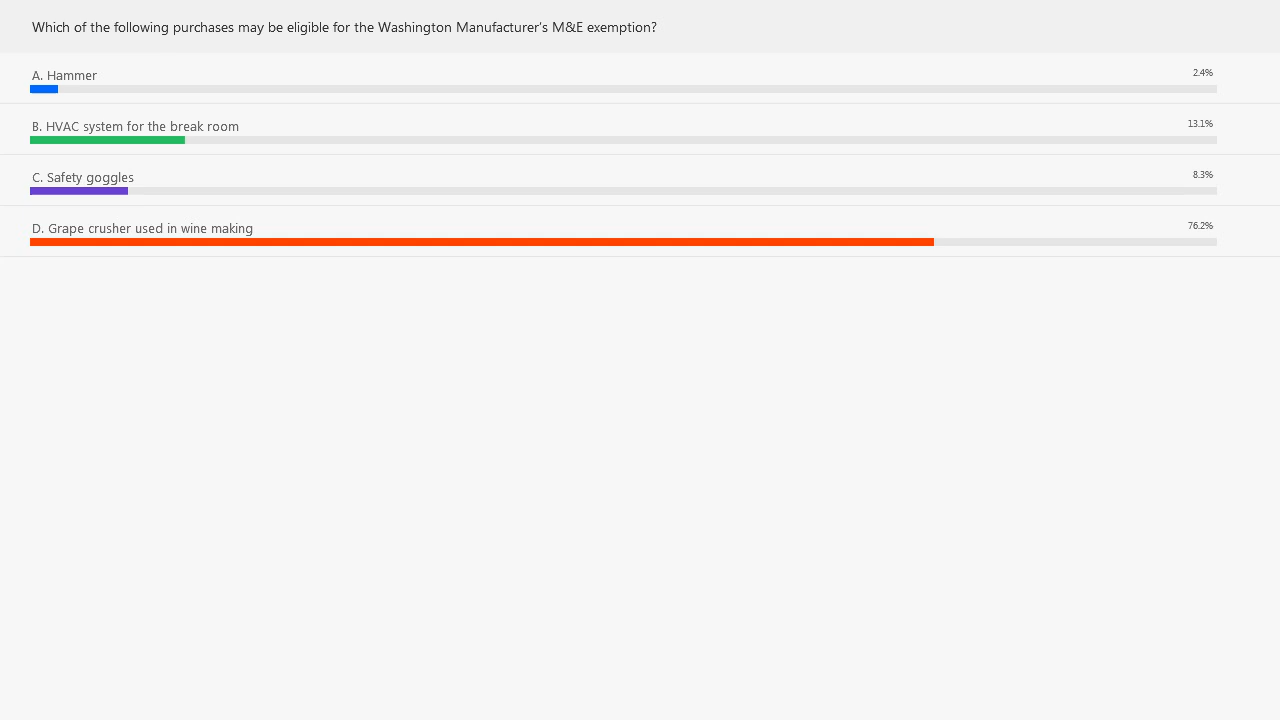 Which of the following purchases may be eligible for the Washington Manufacturer's M&E exemption?
A. Hammer
2.4%
B. HVAC system for the break room
13.1%
C. Safety goggles
8.3%
D. Grape crusher used in wine making
76.2%